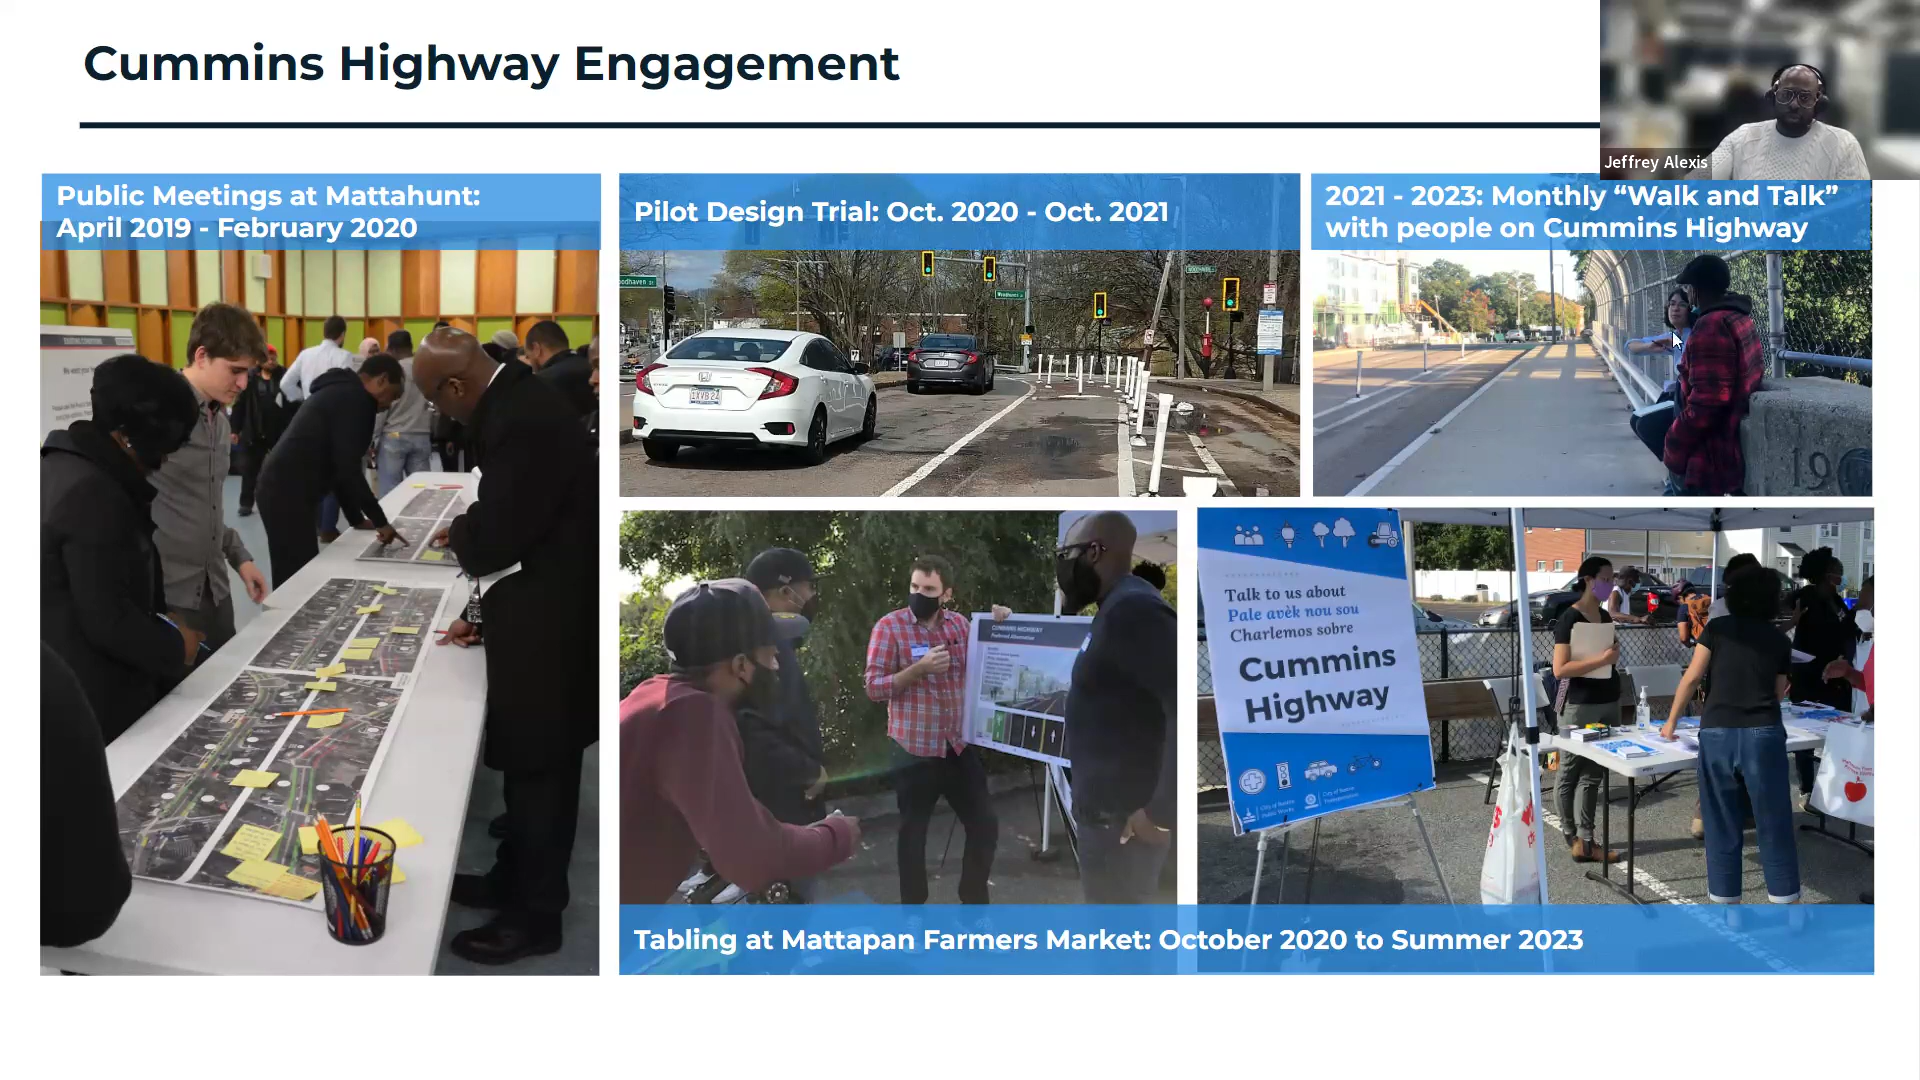 Cummins Highway Engagement
Jeffrey Alexis
Public Meetings at Mattahunt:
April 2019 - February 2020
Pilot Design Trial: Oct. 2020 - Oct. 2021
2021 - 2023: Monthly “Walk and Talk”
with people on Cummins Highway
Talk to us about
Pale avèk nou sou
Charlemos sobre
Cummins
Highway
Tabling at Mattapan Farmers Market: October 2020 to Summer 2023